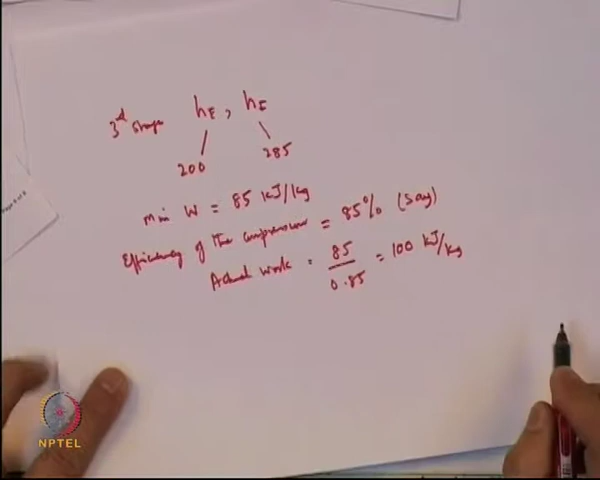 3rd stage hE, hI
200 285
Min W = 85 kJ/kg
Efficiency of the compressor = 85% (say)
Actual work = 85/0.85 = 100 kJ/kg
NPTEL